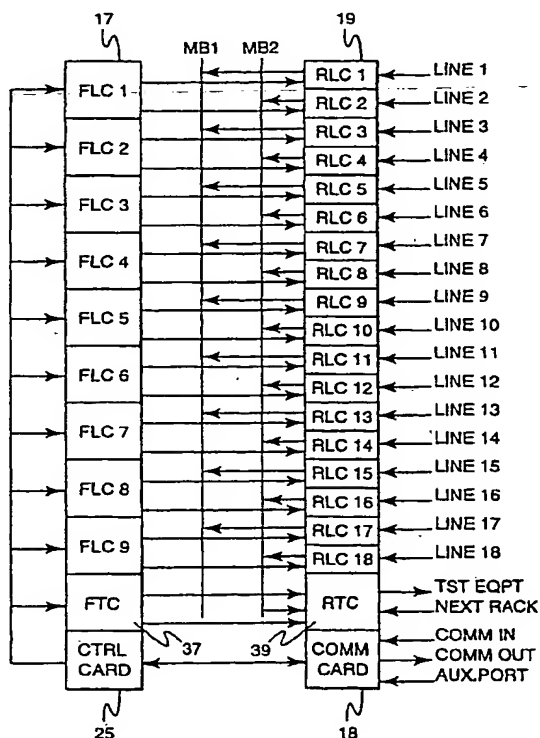 17 MB1 MB2 19
FLC 1 RLC 1 LINE 1
RLC 2 LINE 2
FLC 2 RLC 3 LINE 3
RLC 4 LINE 4
FLC 3 RLC 5 LINE 5
RLC 6 LINE 6
FLC 4 RLC 7 LINE 7
RLC 8 LINE 8
FLC 5 RLC 9 LINE 9
RLC 10 LINE 10
FLC 6 RLC 11 LINE 11
RLC 12 LINE 12
FLC 7 RLC 13 LINE 13
RLC 14 LINE 14
FLC 8 RLC 15 LINE 15
RLC 16 LINE 16
FLC 9 RLC 17 LINE 17
RLC 18 LINE 18
FTC RTC TST EQPT
NEXT RACK
37 39 COMM IN
CTRL CARD COMM CARD COMM OUT
AUX.PORT
25 18